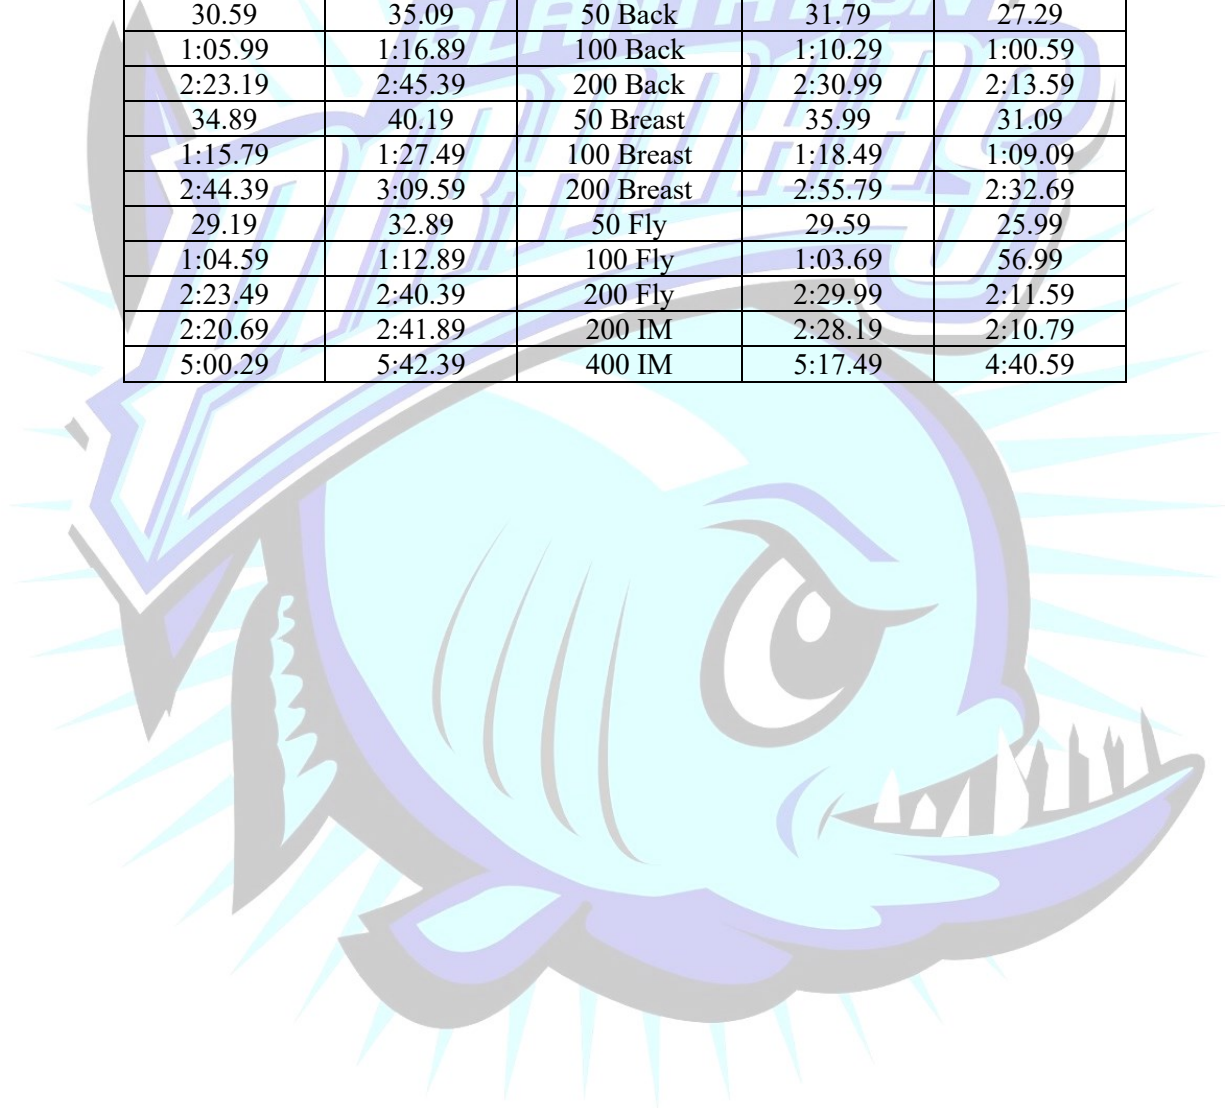 30.59 35.09 50 Back 31.79 27.29
1:05.99 1:16.89 100 Back 1:10.29 1:00.59
2:23.19 2:45.39 200 Back 2:30.99 2:13.59
34.89 40.19 50 Breast 35.99 31.09
1:15.79 1:27.49 100 Breast 1:18.49 1:09.09
2:44.39 3:09.59 200 Breast 2:55.79 2:32.69
29.19 32.89 50 Fly 29.59 25.99
1:04.59 1:12.89 100 Fly 1:03.69 56.99
2:23.49 2:40.39 200 Fly 2:29.99 2:11.59
2:20.69 2:41.89 200 IM 2:28.19 2:10.79
5:00.29 5:42.39 400 IM 5:17.49 4:40.59